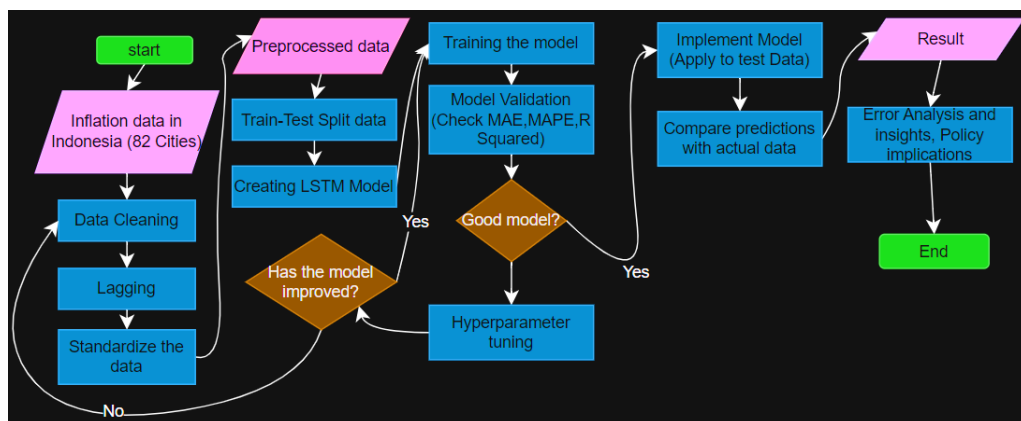 start
Inflation data in
Indonesia (82 Cities)
Data Cleaning
Lagging
Standardize the
data
Preprocessed data
Train-Test Split data
Creating LSTM Model
Has the model
improved?
Yes
No
Training the model
Model Validation
(Check MAE,MAPE,R
Squared)
Good model?
Yes
Hyperparameter
tuning
Implement Model
(Apply to test Data)
Compare predictions
with actual data
Result
Error Analysis and
insights, Policy
implications
End